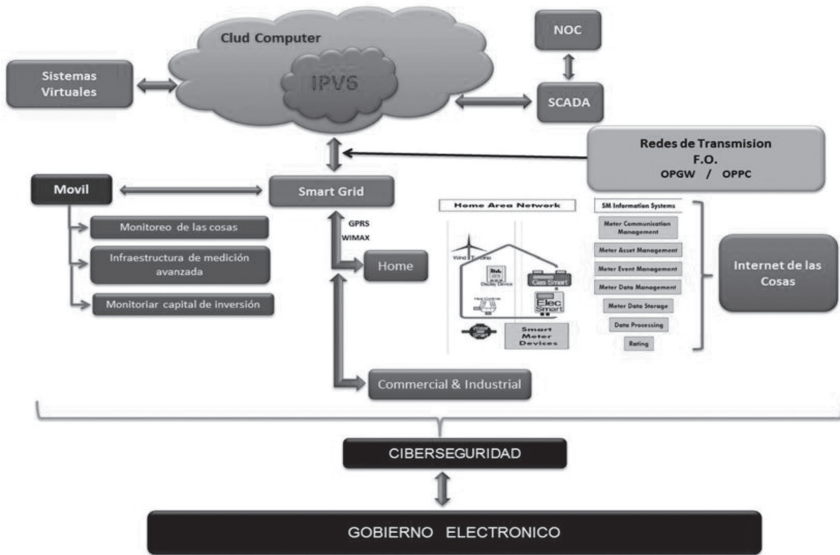 Clud Computer
IPV6
NOC
SCADA
Sistemas
Virtuales
Redes de Transmision
F.O.
OPGW / OPPC
Movil
Smart Grid
Monitoreo de las cosas
Infraestructura de medición
avanzada
Monitoriar capital de inversión
GPRS
WIMAX
Home
Home Area Network
Display Device
Gas Smart
Elec
Smart
Smart
Meter
Devices
SM Information Systems
Meter Communication
Management
Meter Asset Management
Meter Event Management
Meter Data Management
Meter Data Storage
Data Processing
Rating
Internet de las
Cosas
Commercial & Industrial
CIBERSEGURIDAD
GOBIERNO ELECTRONICO